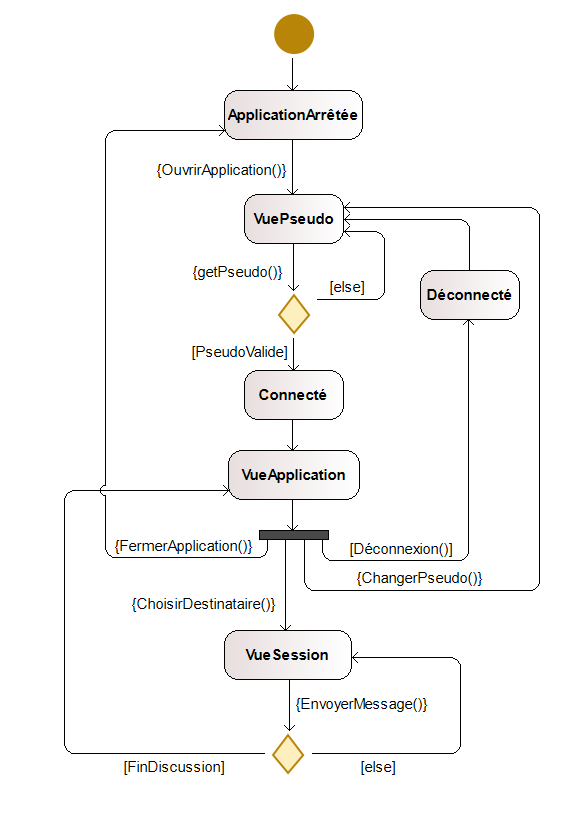 ApplicationArrêtée
{OuvrirApplication()}
VuePseudo
{getPseudo()}
[else]
Déconnecté
[PseudoValide]
Connecté
VueApplication
{FermerApplication()}
[Déconnexion()]
{ChangerPseudo()}
{ChoisirDestinataire()}
VueSession
{EnvoyerMessage()}
[FinDiscussion]
[else]